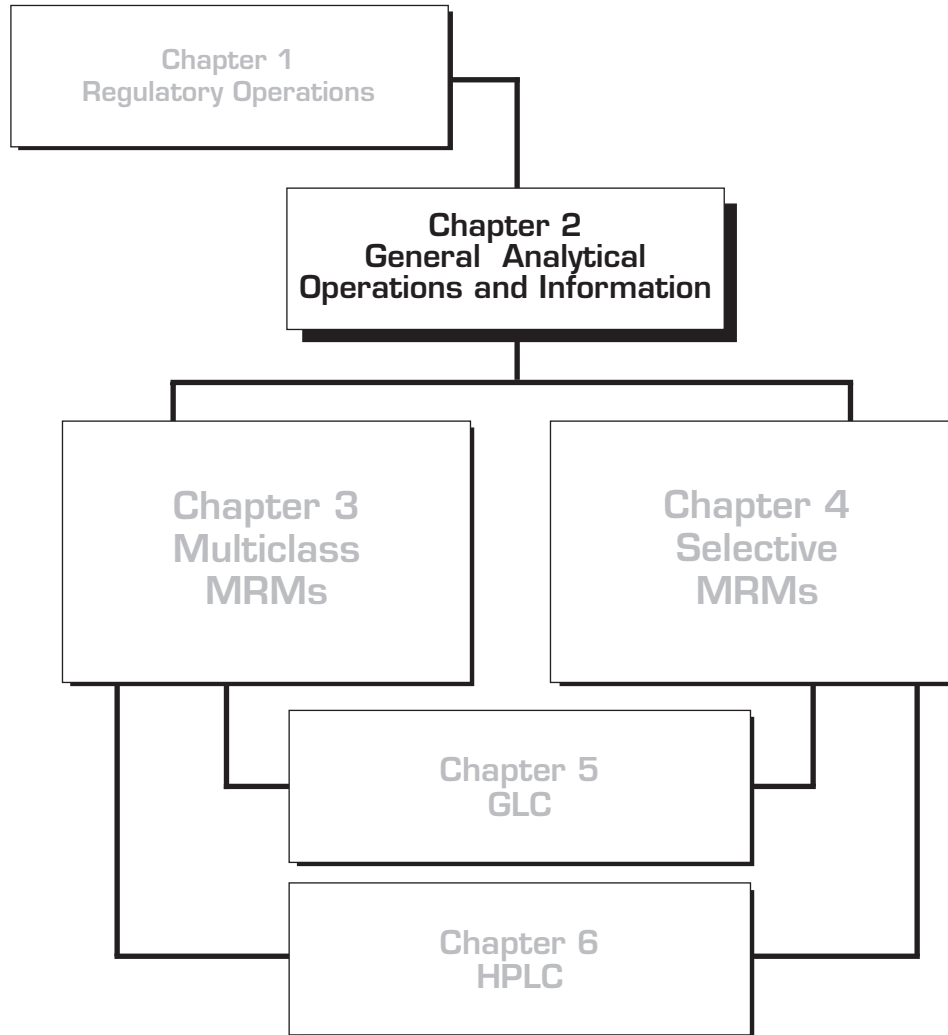 Chapter 1
Regulatory Operations
Chapter 2
General Analytical
Operations and Information
Chapter 3
Multiclass
MRMs
Chapter 4
Selective
MRMs
Chapter 5
GLC
Chapter 6
HPLC